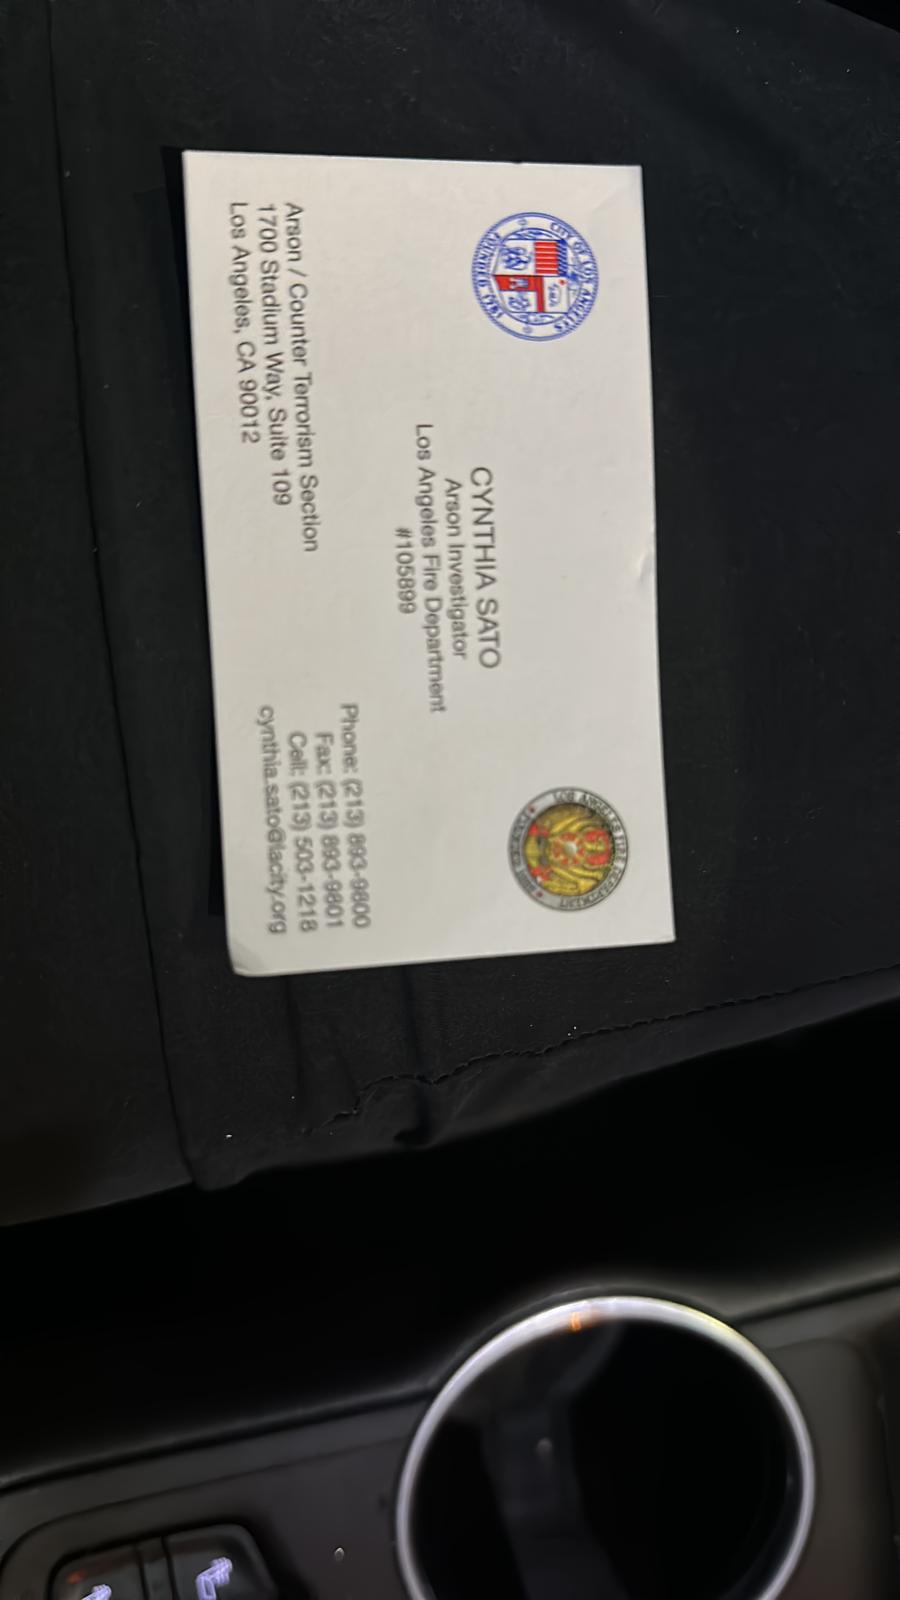 CITY OF LOS ANGELES
FOUNDED 1781
LOS ANGELES FIRE DEPARTMENT
CYNTHIA SATO
Arson Investigator
Los Angeles Fire Department
#105899
Arson / Counter Terrorism Section
1700 Stadium Way, Suite 109
Los Angeles, CA 90012
Phone: (213) 893-9800
Fax: (213) 893-9801
Cell: (213) 503-1218
cynthia.sato@lacity.org